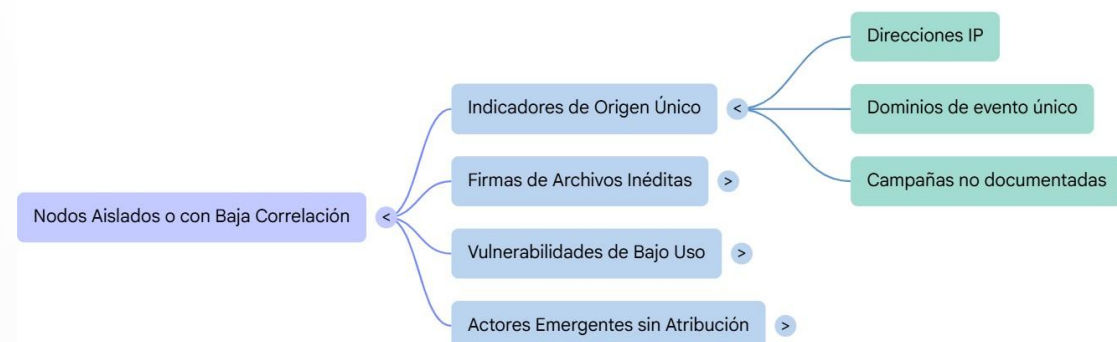 Nodos Aislados o con Baja Correlación
<
Indicadores de Origen Único
<
Direcciones IP
Dominios de evento único
Campañas no documentadas
Firmas de Archivos Inéditas
>
Vulnerabilidades de Bajo Uso
>
Actores Emergentes sin Atribución
>